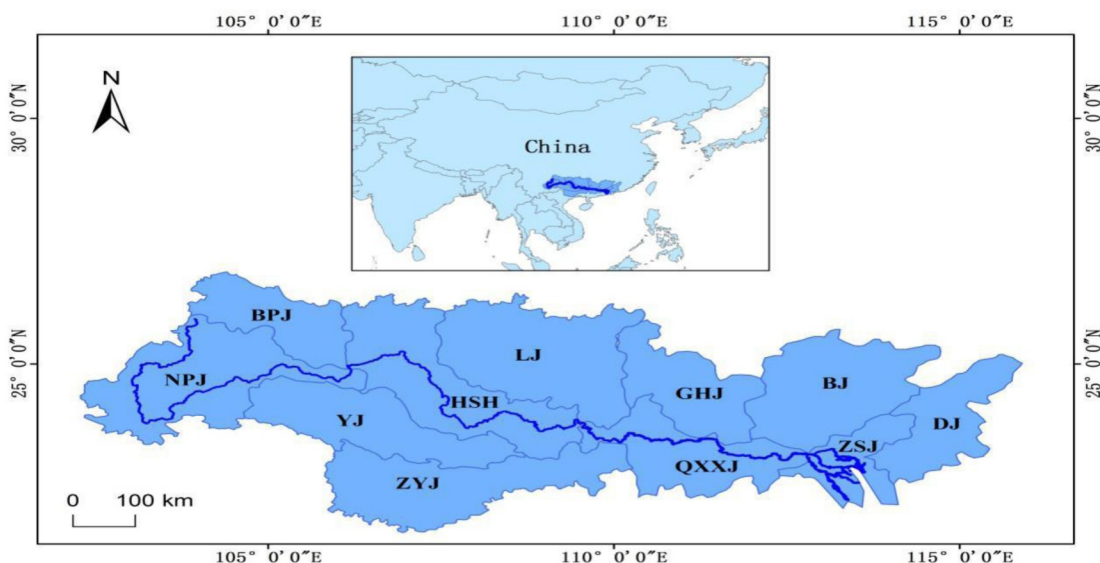 105° 0′0″E 110° 0′0″E 115° 0′0″E
N
30° 0′0″N
30° 0′0″N
China
BPJ
LJ
25° 0′0″N
25° 0′0″N
NPJ
BJ
GHJ
HSH
YJ
DJ
ZSJ
QXXJ
ZYJ
0 100 km
105° 0′0″E 110° 0′0″E 115° 0′0″E